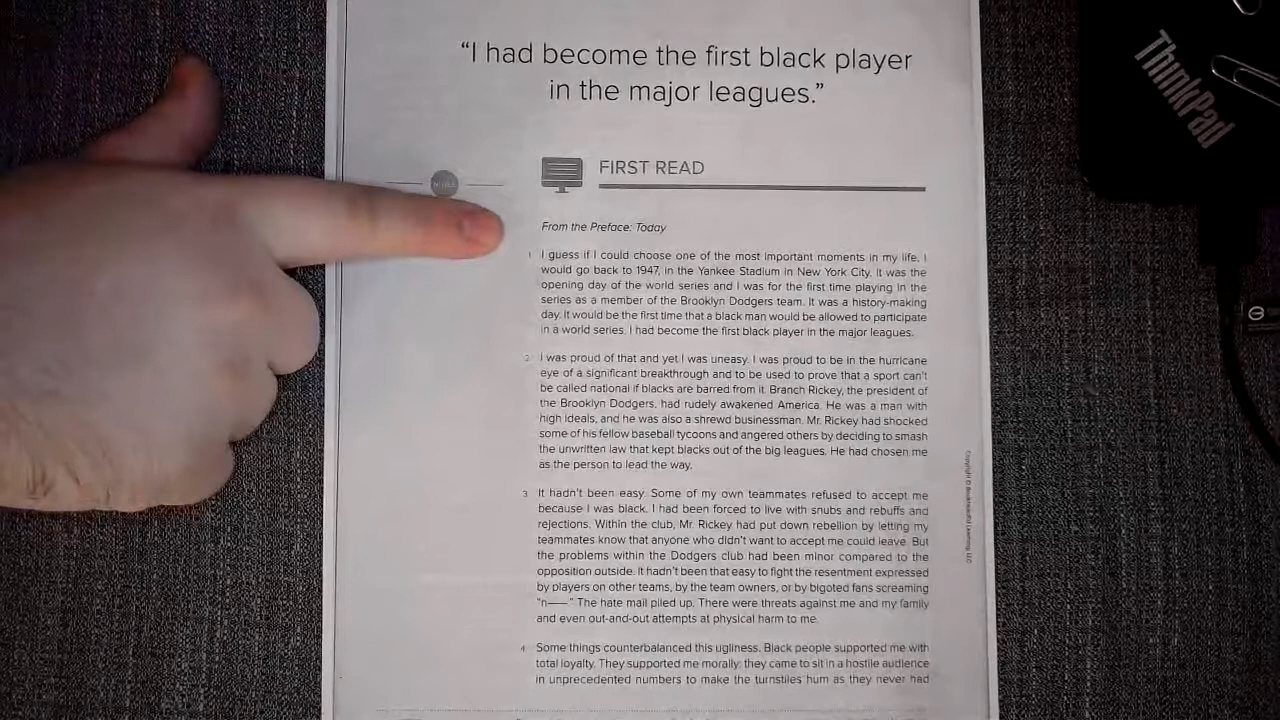 “I had become the first black player
in the major leagues.”
FIRST READ
From the Preface: Today
1 I guess if I could choose one of the most important moments in my life, I
would go back to 1947, in the Yankee Stadium in New York City. It was the
opening day of the world series and I was for the first time playing in the
series as a member of the Brooklyn Dodgers team. It was a history-making
day. It would be the first time that a black man would be allowed to participate
in a world series. I had become the first black player in the major leagues.
2 I was proud of that and yet I was uneasy. I was proud to be in the hurricane
eye of a significant breakthrough and to be used to prove that a sport can't
be called national if blacks are barred from it. Branch Rickey, the president of
the Brooklyn Dodgers, had rudely awakened America. He was a man with
high ideals, and he was also a shrewd businessman. Mr. Rickey had shocked
some of his fellow baseball tycoons and angered others by deciding to smash
the unwritten law that kept blacks out of the big leagues. He had chosen me
as the person to lead the way.
3 It hadn't been easy. Some of my own teammates refused to accept me
because I was black. I had been forced to live with snubs and rebuffs and
rejections. Within the club, Mr. Rickey had put down rebellion by letting my
teammates know that anyone who didn't want to accept me could leave. But
the problems within the Dodgers club had been minor compared to the
opposition outside. It hadn't been that easy to fight the resentment expressed
by players on other teams, by the team owners, or by bigoted fans screaming
“n——.” The hate mail piled up. There were threats against me and my family
and even out-and-out attempts at physical harm to me.
4 Some things counterbalanced this ugliness. Black people supported me with
total loyalty. They supported me morally: they came to sit in a hostile audience
in unprecedented numbers to make the turnstiles hum as they never had
Copyright © BookheadEd Learning, LLC
ThinkPad